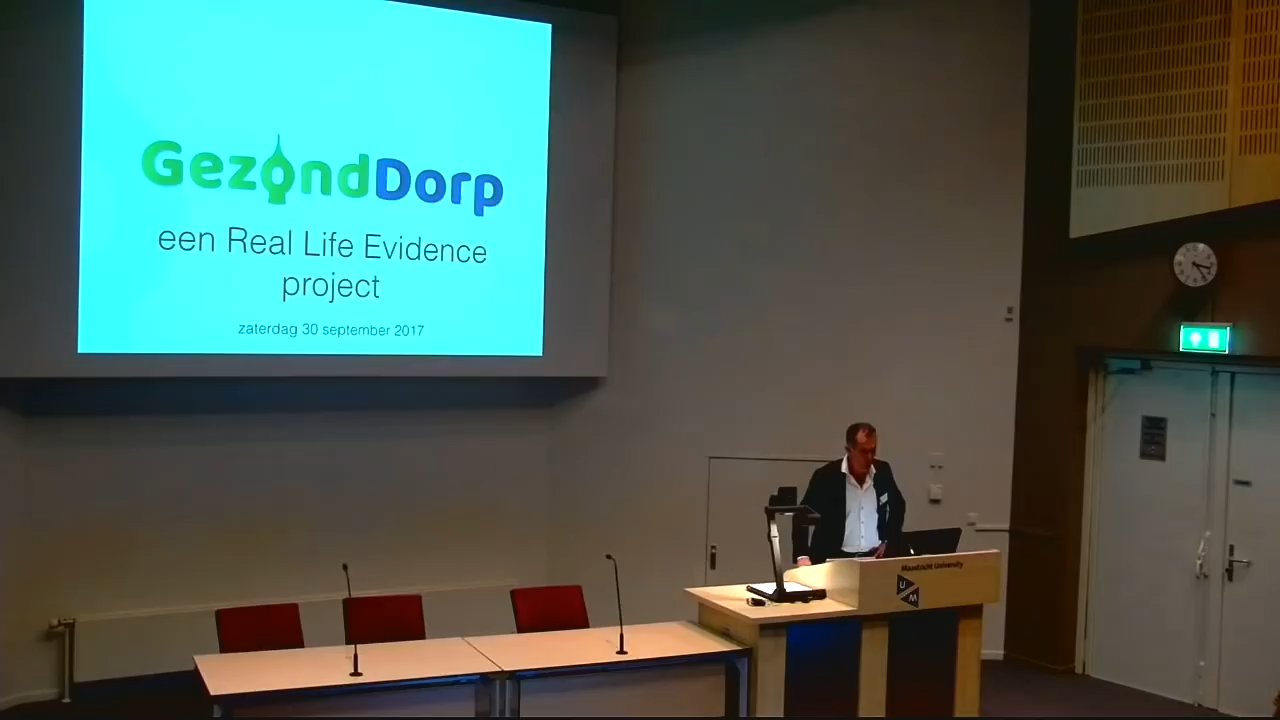 GezondDorp
een Real Life Evidence
project
zaterdag 30 september 2017
Maastricht University
U
M